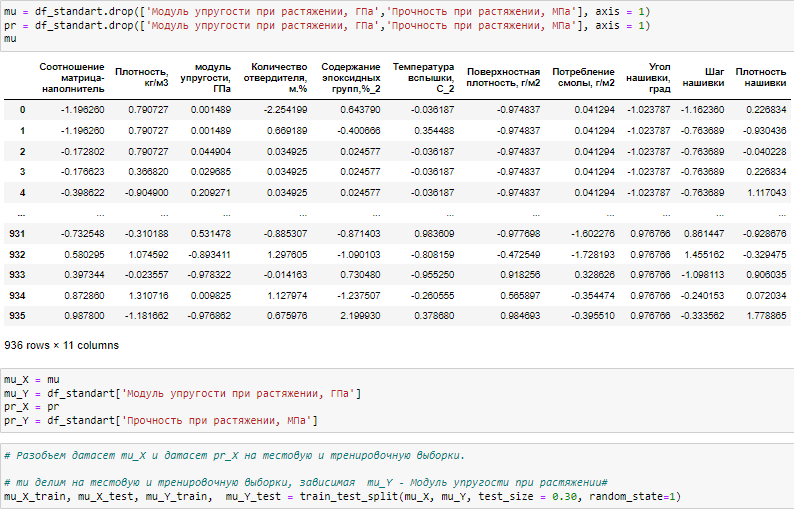 mu = df_standart.drop(['Модуль упругости при растяжении, ГПа','Прочность при растяжении, МПа'], axis = 1)
pr = df_standart.drop(['Модуль упругости при растяжении, ГПа','Прочность при растяжении, МПа'], axis = 1)
mu
Соотношение матрица-наполнитель Плотность, кг/м3 модуль упругости, ГПа Количество отвердителя, м.% Содержание эпоксидных групп,%_2 Температура вспышки, С_2 Поверхностная плотность, г/м2 Потребление смолы, г/м2 Угол нашивки, град Шаг нашивки Плотность нашивки
0 -1.196260 0.790727 0.001489 -2.254199 0.643790 -0.036187 -0.974837 0.041294 -1.023787 -1.162360 0.226834
1 -1.196260 0.790727 0.001489 0.669189 -0.400666 0.354488 -0.974837 0.041294 -1.023787 -0.763689 -0.930436
2 -0.172802 0.790727 0.044904 0.034925 0.024577 -0.036187 -0.974837 0.041294 -1.023787 -0.763689 -0.040228
3 -0.176623 0.366820 0.029685 0.034925 0.024577 -0.036187 -0.974837 0.041294 -1.023787 -0.763689 0.226834
4 -0.398622 -0.904900 0.209271 0.034925 0.024577 -0.036187 -0.974837 0.041294 -1.023787 -0.763689 1.117043
... ... ... ... ... ... ... ... ... ... ... ...
931 -0.732548 -0.310188 0.531478 -0.885307 -0.871403 0.983609 -0.977698 -1.602276 0.976766 0.861447 -0.928676
932 0.580295 1.074592 -0.893411 1.297605 -1.090103 -0.808159 -0.472549 -1.728193 0.976766 1.455162 -0.329475
933 0.397344 -0.023557 -0.978322 -0.014163 0.730480 -0.955250 0.918256 0.328626 0.976766 -1.098113 0.906035
934 0.872860 1.310716 0.009825 1.127974 -1.237507 -0.260555 0.565897 -0.354474 0.976766 -0.240153 0.072034
935 0.987800 -1.181662 -0.976862 0.675976 2.199930 0.378680 0.984693 -0.395510 0.976766 -0.333562 1.778865
936 rows × 11 columns
mu_X = mu
mu_Y = df_standart['Модуль упругости при растяжении, ГПа']
pr_X = pr
pr_Y = df_standart['Прочность при растяжении, МПа']
# Разобьем датасет mu_X и датасет pr_X на тестовую и тренировочную выборки.
# mu делим на тестовую и тренировочную выборки, зависимая mu_Y - Модуль упругости при растяжении#
mu_X_train, mu_X_test, mu_Y_train, mu_Y_test = train_test_split(mu_X, mu_Y, test_size = 0.30, random_state=1)